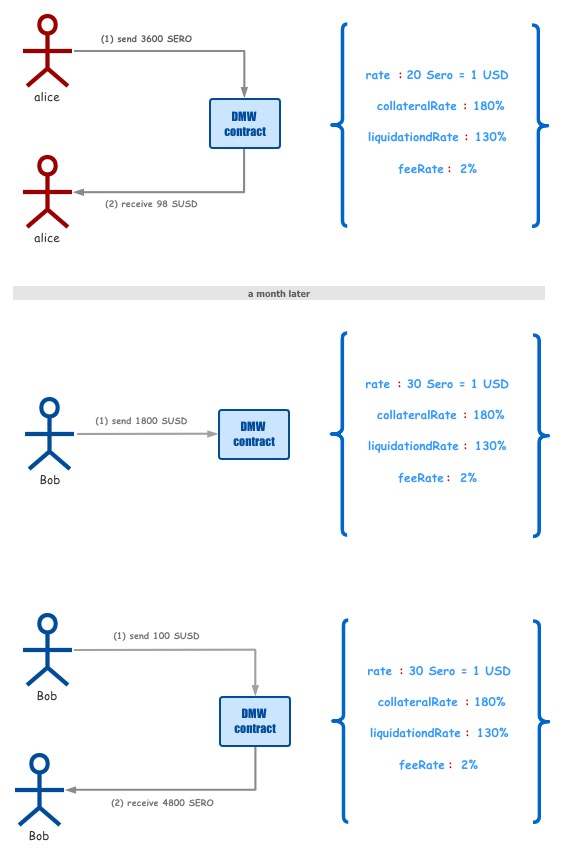 (1) send 3600 SERO
alice
DMW
contract
(2) receive 98 SUSD
alice
rate : 20 Sero = 1 USD
collateralRate : 180%
liquidationdRate : 130%
feeRate : 2%
a month later
(1) send 1800 SUSD
Bob
DMW
contract
rate : 30 Sero = 1 USD
collateralRate : 180%
liquidationdRate : 130%
feeRate : 2%
(1) send 100 SUSD
Bob
DMW
contract
(2) receive 4800 SERO
Bob
rate : 30 Sero = 1 USD
collateralRate : 180%
liquidationdRate : 130%
feeRate : 2%